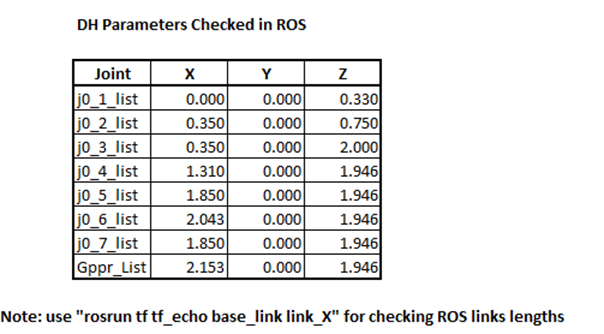 DH Parameters Checked in ROS
Joint X Y Z
j0_1_list 0.000 0.000 0.330
j0_2_list 0.350 0.000 0.750
j0_3_list 0.350 0.000 2.000
j0_4_list 1.310 0.000 1.946
j0_5_list 1.850 0.000 1.946
j0_6_list 2.043 0.000 1.946
j0_7_list 1.850 0.000 1.946
Gppr_List 2.153 0.000 1.946
Note: use "rosrun tf tf_echo base_link link_X" for checking ROS links lengths